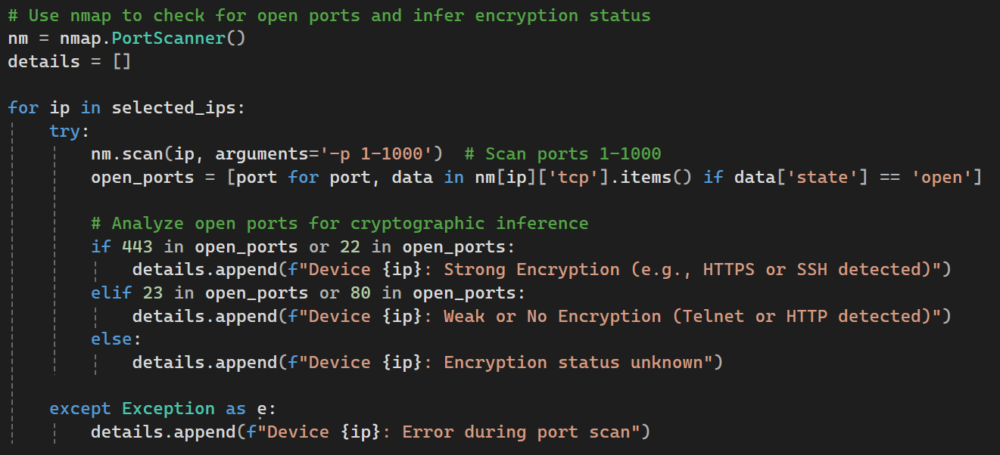 # Use nmap to check for open ports and infer encryption status
nm = nmap.PortScanner()
details = []
for ip in selected_ips:
    try:
        nm.scan(ip, arguments='-p 1-1000')  # Scan ports 1-1000
        open_ports = [port for port, data in nm[ip]['tcp'].items() if data['state'] == 'open']
        # Analyze open ports for cryptographic inference
        if 443 in open_ports or 22 in open_ports:
            details.append(f"Device {ip}: Strong Encryption (e.g., HTTPS or SSH detected)")
        elif 23 in open_ports or 80 in open_ports:
            details.append(f"Device {ip}: Weak or No Encryption (Telnet or HTTP detected)")
        else:
            details.append(f"Device {ip}: Encryption status unknown")
    except Exception as e:
        details.append(f"Device {ip}: Error during port scan")